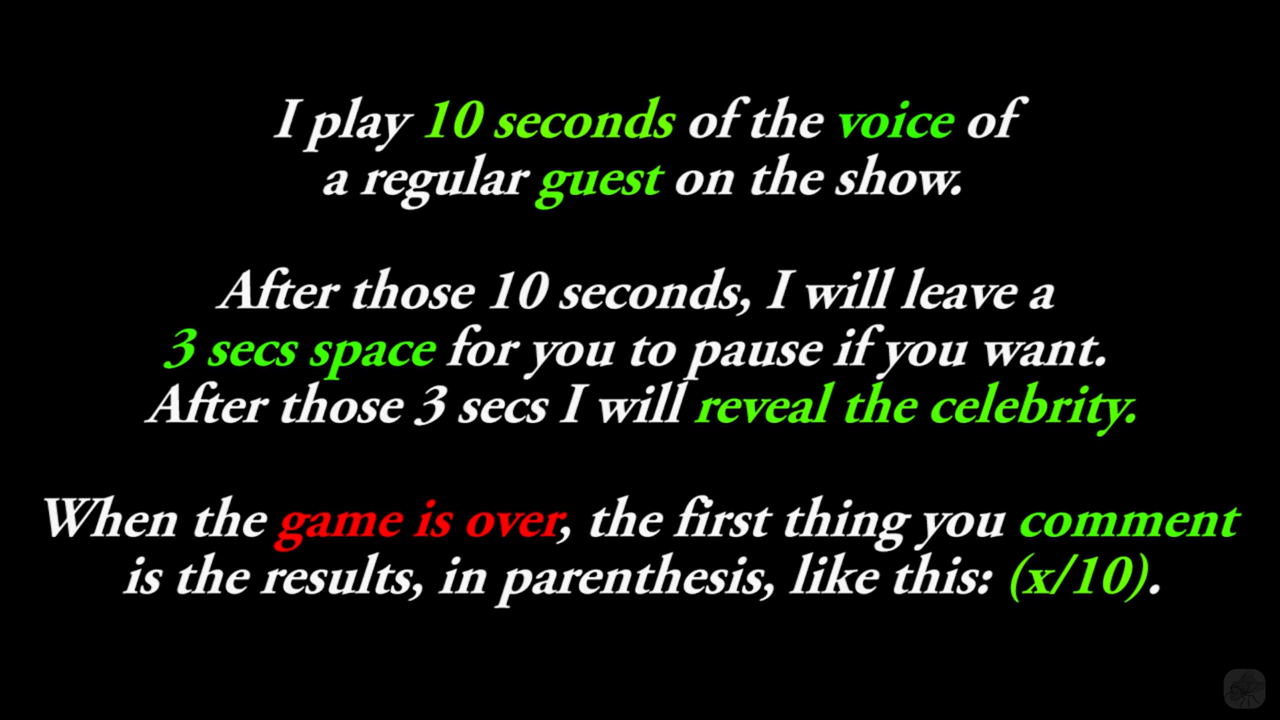 I play 10 seconds of the voice of
a regular guest on the show.
After those 10 seconds, I will leave a
3 secs space for you to pause if you want.
After those 3 secs I will reveal the celebrity.
When the game is over, the first thing you comment
is the results, in parenthesis, like this: (x/10).